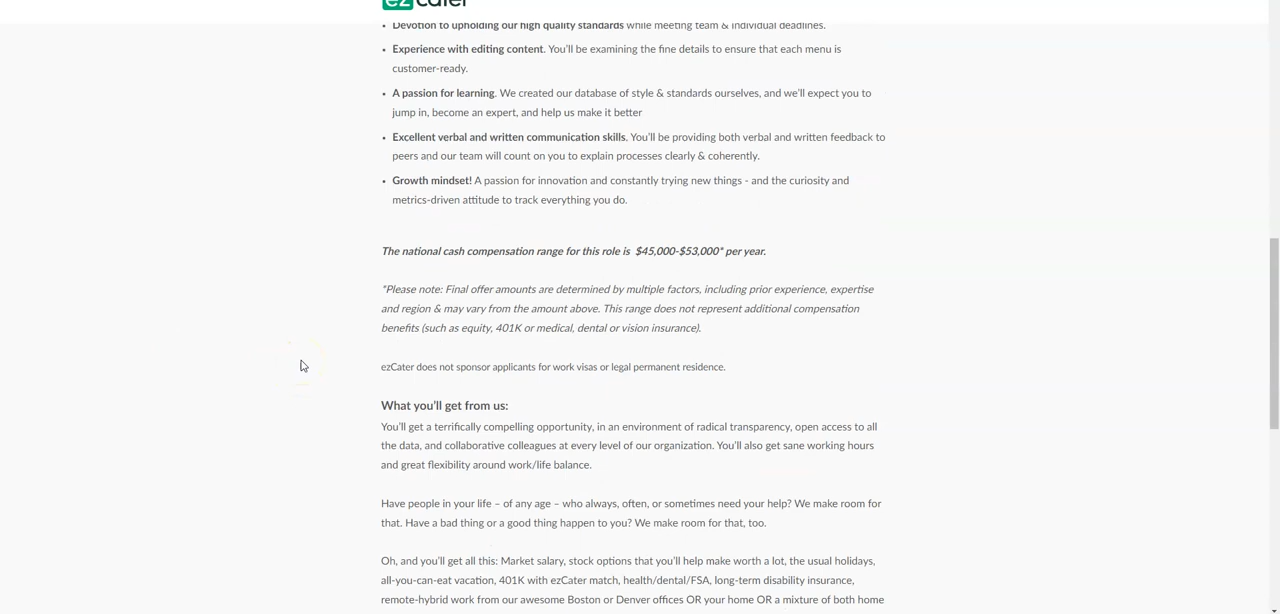 ezCater
• Devotion to upholding our high quality standards while meeting team & individual deadlines.
• Experience with editing content. You'll be examining the fine details to ensure that each menu is
customer-ready.
• A passion for learning. We created our database of style & standards ourselves, and we'll expect you to
jump in, become an expert, and help us make it better
• Excellent verbal and written communication skills. You'll be providing both verbal and written feedback to
peers and our team will count on you to explain processes clearly & coherently.
• Growth mindset! A passion for innovation and constantly trying new things - and the curiosity and
metrics-driven attitude to track everything you do.
The national cash compensation range for this role is $45,000-$53,000* per year.
*Please note: Final offer amounts are determined by multiple factors, including prior experience, expertise
and region & may vary from the amount above. This range does not represent additional compensation
benefits (such as equity, 401K or medical, dental or vision insurance).
ezCater does not sponsor applicants for work visas or legal permanent residence.
What you'll get from us:
You'll get a terrifically compelling opportunity, in an environment of radical transparency, open access to all
the data, and collaborative colleagues at every level of our organization. You'll also get sane working hours
and great flexibility around work/life balance.
Have people in your life – of any age – who always, often, or sometimes need your help? We make room for
that. Have a bad thing or a good thing happen to you? We make room for that, too.
Oh, and you'll get all this: Market salary, stock options that you'll help make worth a lot, the usual holidays,
all-you-can-eat vacation, 401K with ezCater match, health/dental/FSA, long-term disability insurance,
remote-hybrid work from our awesome Boston or Denver offices OR your home OR a mixture of both home